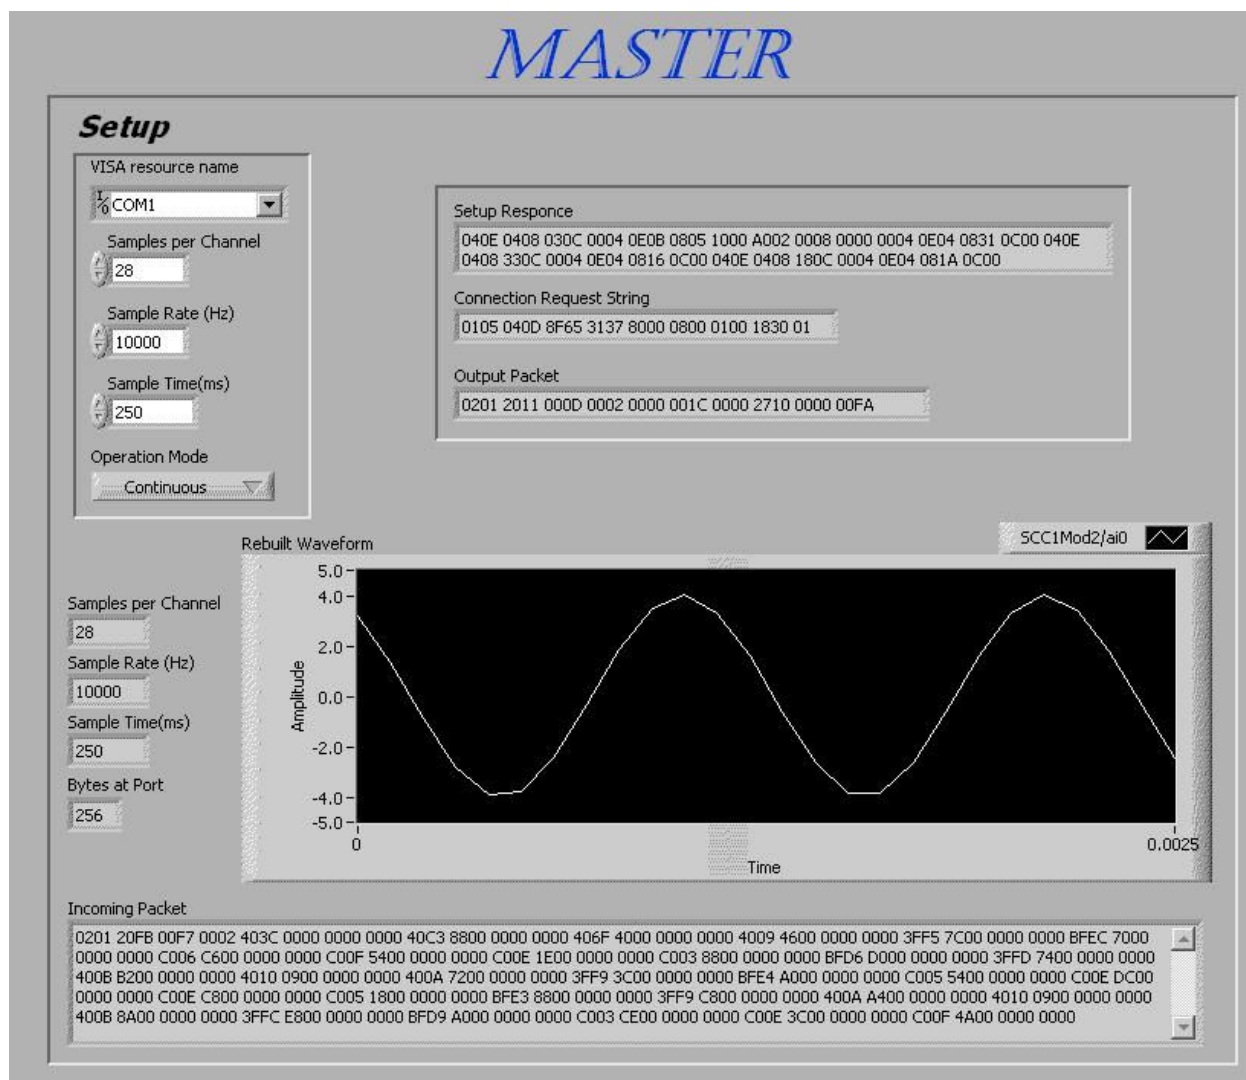 MASTER
Setup
VISA resource name
I/O COM1
Samples per Channel
28
Sample Rate (Hz)
10000
Sample Time(ms)
250
Operation Mode
Continuous
Setup Responce
040E 0408 030C 0004 0E0B 0805 1000 A002 0008 0000 0004 0E04 0831 0C00 040E
0408 330C 0004 0E04 0816 0C00 040E 0408 180C 0004 0E04 081A 0C00
Connection Request String
0105 040D 8F65 3137 8000 0800 0100 1830 01
Output Packet
0201 2011 000D 0002 0000 001C 0000 2710 0000 00FA
Samples per Channel
28
Sample Rate (Hz)
10000
Sample Time(ms)
250
Bytes at Port
256
Rebuilt Waveform
SCC1Mod2/ai0
5.0
4.0
2.0
0.0
-2.0
-4.0
-5.0
Amplitude
0
0.0025
Time
Incoming Packet
0201 20FB 00F7 0002 403C 0000 0000 0000 40C3 8800 0000 0000 406F 4000 0000 0000 4009 4600 0000 0000 3FF5 7C00 0000 0000 BFEC 7000
0000 0000 C006 C600 0000 0000 C00F 5400 0000 0000 C00E 1E00 0000 0000 C003 8800 0000 0000 BFD6 D000 0000 0000 3FFD 7400 0000 0000
400B B200 0000 0000 4010 0900 0000 0000 400A 7200 0000 0000 3FF9 3C00 0000 0000 BFE4 A000 0000 0000 C005 5400 0000 0000 C00E DC00
0000 0000 C00E C800 0000 0000 C005 1800 0000 0000 BFE3 8800 0000 0000 3FF9 C800 0000 0000 400A A400 0000 0000 4010 0900 0000 0000
400B 8A00 0000 0000 3FFC E800 0000 0000 BFD9 A000 0000 0000 C003 CE00 0000 0000 C00E 3C00 0000 0000 C00F 4A00 0000 0000